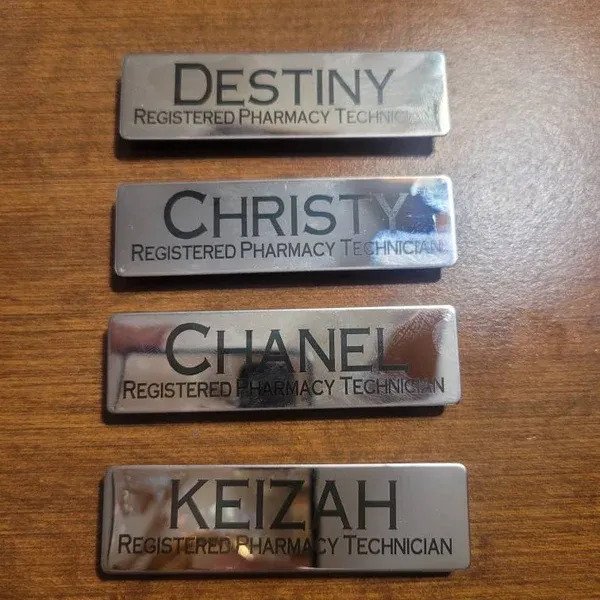 DESTINY
REGISTERED PHARMACY TECHNICIAN
CHRISTY
REGISTERED PHARMACY TECHNICIAN
CHANEL
REGISTERED PHARMACY TECHNICIAN
KEIZAH
REGISTERED PHARMACY TECHNICIAN